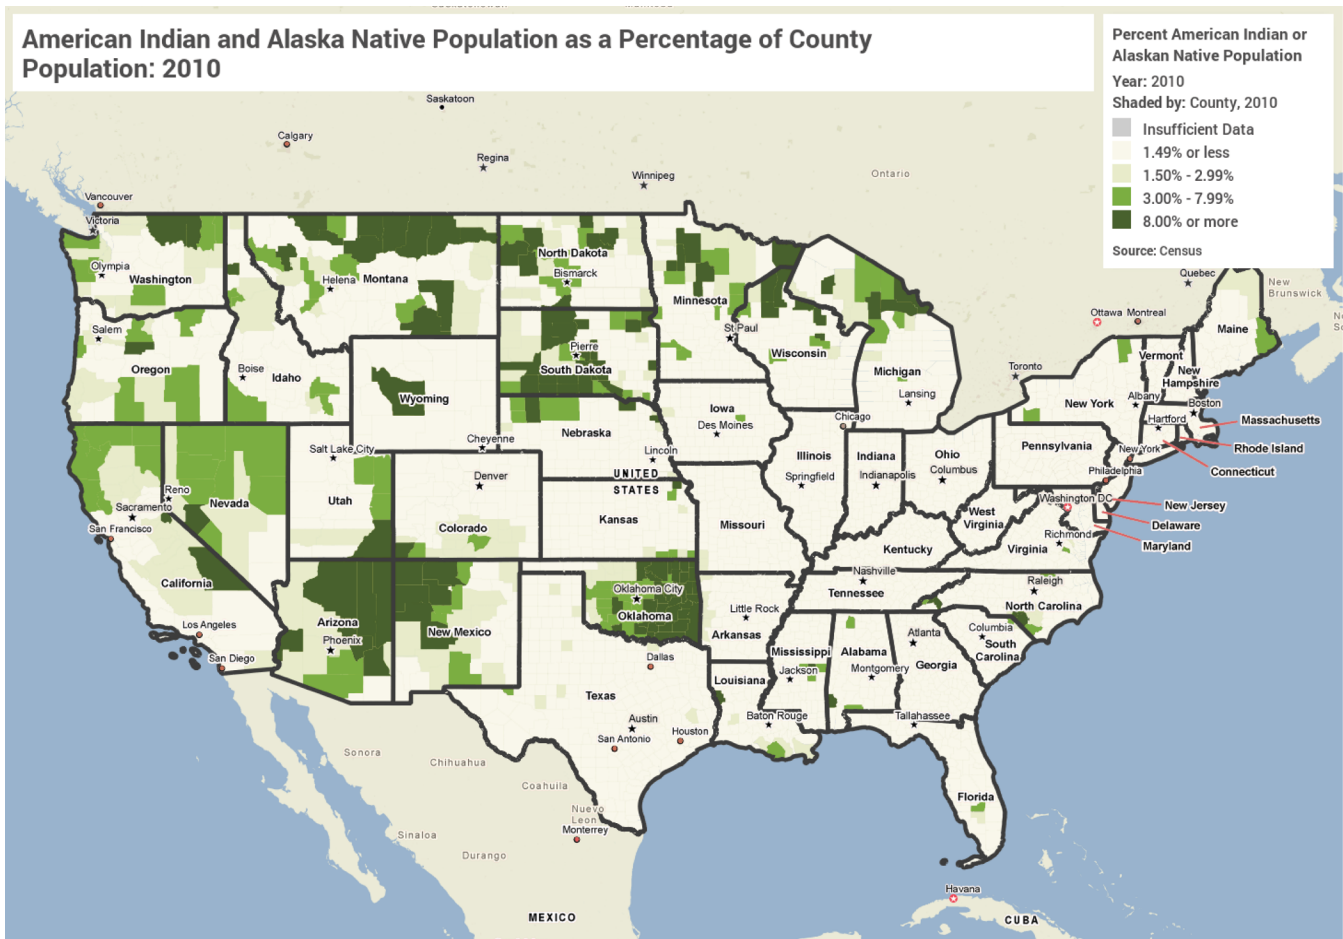 American Indian and Alaska Native Population as a Percentage of County
Population: 2010
Percent American Indian or
Alaskan Native Population
Year: 2010
Shaded by: County, 2010
Insufficient Data
1.49% or less
1.50% - 2.99%
3.00% - 7.99%
8.00% or more
Source: Census
Saskatoon
Calgary
Regina
Winnipeg
Ontario
Vancouver
Victoria
Olympia
Washington
Helena
Montana
North Dakota
Bismarck
Minnesota
St Paul
Quebec
New
Brunswick
Ottawa
Montreal
Maine
Salem
Oregon
Boise
Idaho
Wyoming
Pierre
South Dakota
Wisconsin
Michigan
Lansing
Toronto
Vermont
New
Hampshire
New York
Albany
Boston
Hartford
Massachusetts
Rhode Island
Connecticut
Iowa
Des Moines
Chicago
Nebraska
Lincoln
Cheyenne
Salt Lake City
Reno
Nevada
Utah
Denver
Colorado
UNITED
STATES
Kansas
Missouri
Illinois
Springfield
Indiana
Indianapolis
Ohio
Columbus
Pennsylvania
New York
Philadelphia
Washington DC
New Jersey
Delaware
Maryland
West
Virginia
Richmond
Virginia
Kentucky
Sacramento
San Francisco
California
Los Angeles
San Diego
Arizona
Phoenix
New Mexico
Oklahoma City
Oklahoma
Little Rock
Arkansas
Nashville
Tennessee
Raleigh
North Carolina
Columbia
South
Carolina
Atlanta
Georgia
Alabama
Montgomery
Mississippi
Jackson
Louisiana
Baton Rouge
Tallahassee
Florida
Dallas
Texas
Austin
San Antonio
Houston
Sonora
Chihuahua
Coahuila
Nuevo
Leon
Monterrey
Sinaloa
Durango
MEXICO
Havana
CUBA